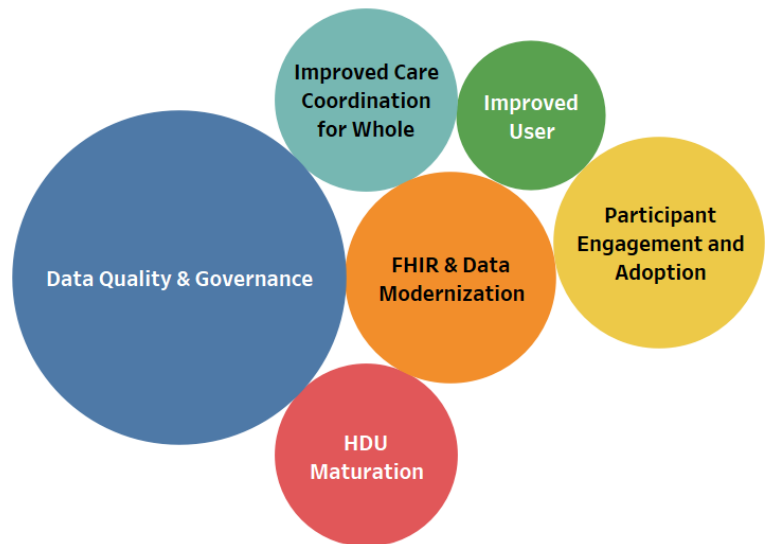 Improved Care
Coordination
for Whole
Improved
User
Participant
Engagement and
Adoption
Data Quality & Governance
FHIR & Data
Modernization
HDU
Maturation